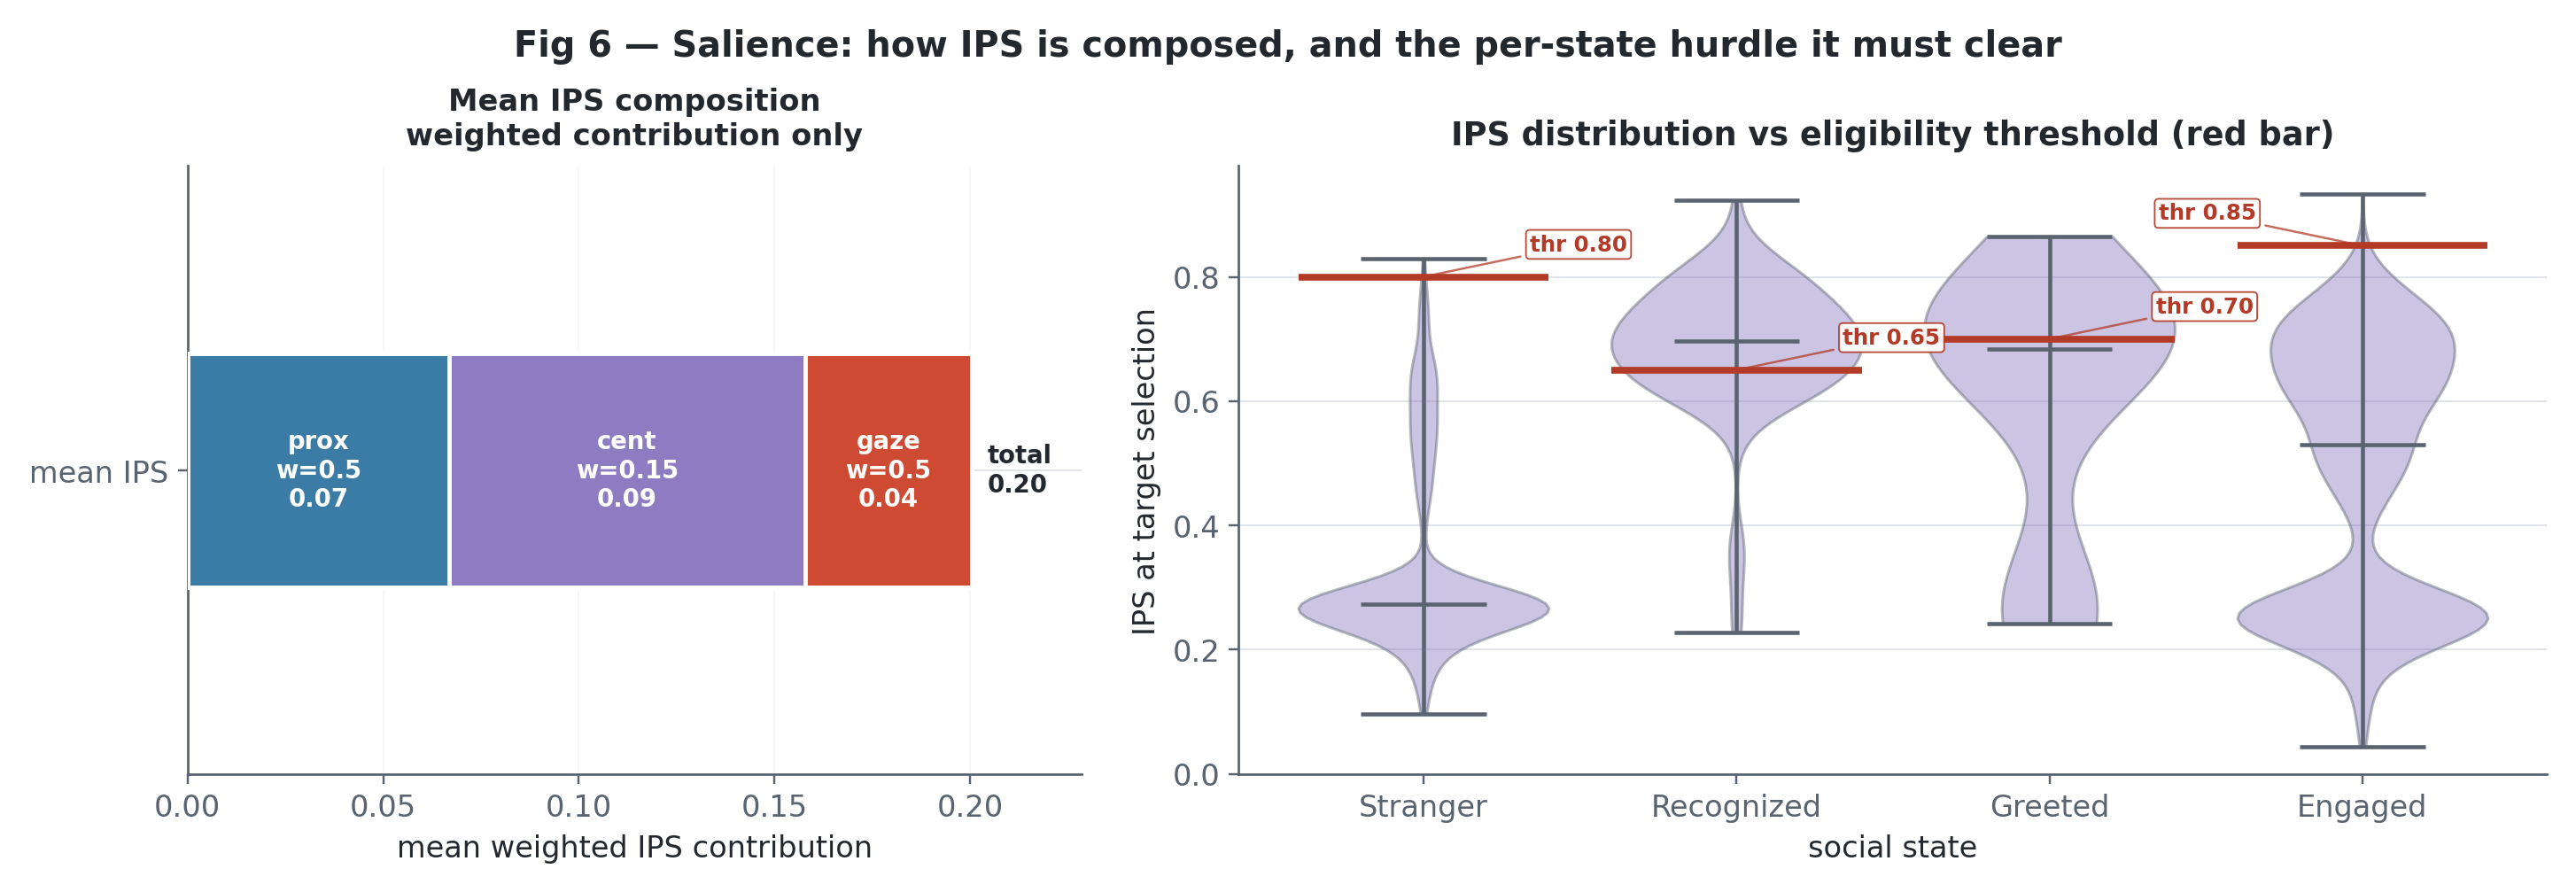 Fig 6 — Salience: how IPS is composed, and the per-state hurdle it must clear
Mean IPS composition
weighted contribution only
mean IPS
prox
w=0.5
0.07
cent
w=0.15
0.09
gaze
w=0.5
0.04
total
0.20
0.00
0.05
0.10
0.15
0.20
mean weighted IPS contribution
IPS distribution vs eligibility threshold (red bar)
IPS at target selection
0.8
0.6
0.4
0.2
0.0
thr 0.80
thr 0.65
thr 0.70
thr 0.85
Stranger
Recognized
Greeted
Engaged
social state